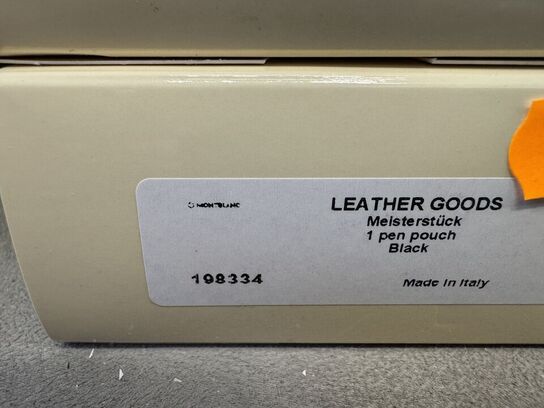 MONTBLANC
LEATHER GOODS
Meisterstück
1 pen pouch
Black
198334
Made in Italy